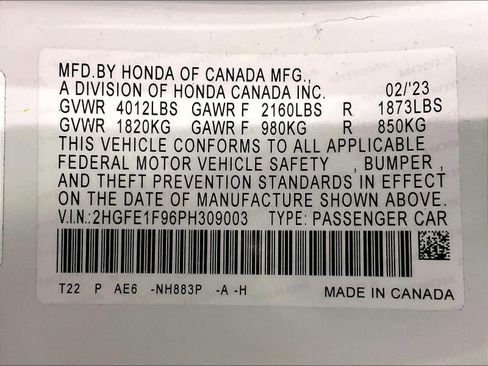 MFD.BY HONDA OF CANADA MFG.,
A DIVISION OF HONDA CANADA INC. 02/'23
GVWR 4012LBS GAWR F 2160LBS R 1873LBS
GVWR 1820KG GAWR F 980KG R 850KG
THIS VEHICLE CONFORMS TO ALL APPLICABLE
FEDERAL MOTOR VEHICLE SAFETY , BUMPER ,
AND THEFT PREVENTION STANDARDS IN EFFECT
ON THE DATE OF MANUFACTURE SHOWN ABOVE.
V.I.N.: 2HGFE1F96PH309003 TYPE: PASSENGER CAR
T22 P AE6 -NH883P -A -H MADE IN CANADA